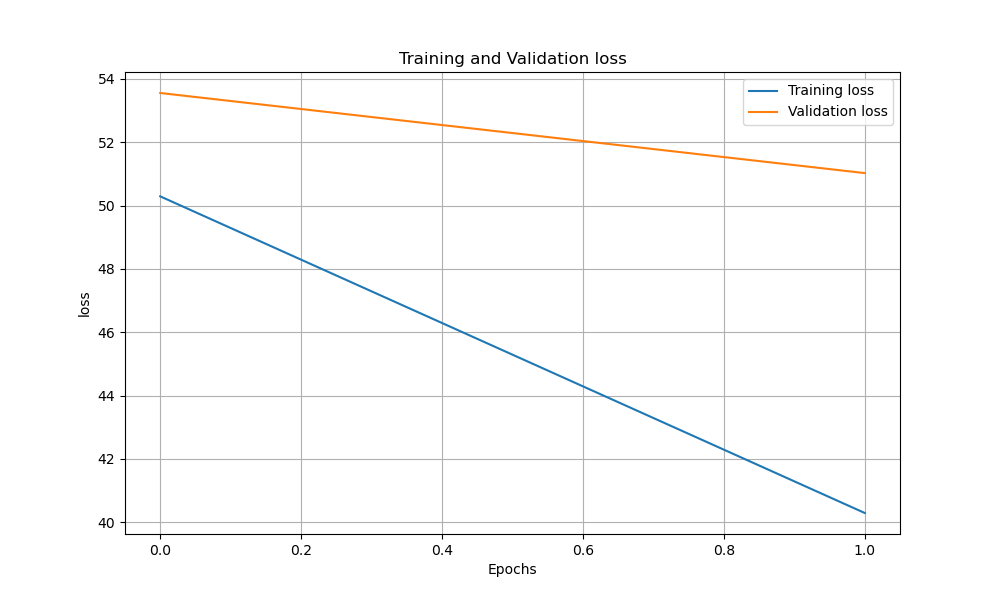 Training and Validation loss
Training loss
Validation loss
54
52
50
48
46
44
42
40
loss
0.0 0.2 0.4 0.6 0.8 1.0
Epochs